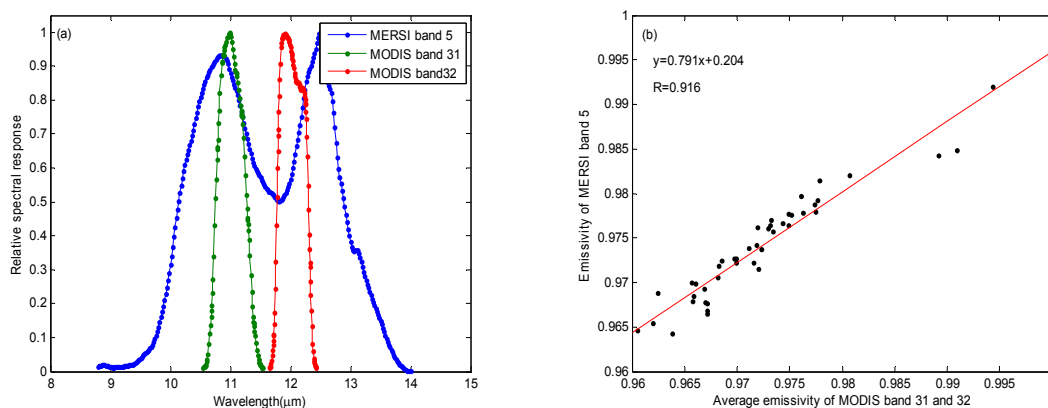 (a)
MERSI band 5
MODIS band 31
MODIS band32
Relative spectral response
1
0.9
0.8
0.7
0.6
0.5
0.4
0.3
0.2
0.1
0
8 9 10 11 12 13 14 15
Wavelength(μm)
(b)
y=0.791x+0.204
R=0.916
Emissivity of MERSI band 5
1
0.995
0.99
0.985
0.98
0.975
0.97
0.965
0.96
0.96 0.965 0.97 0.975 0.98 0.985 0.99 0.995
Average emissivity of MODIS band 31 and 32